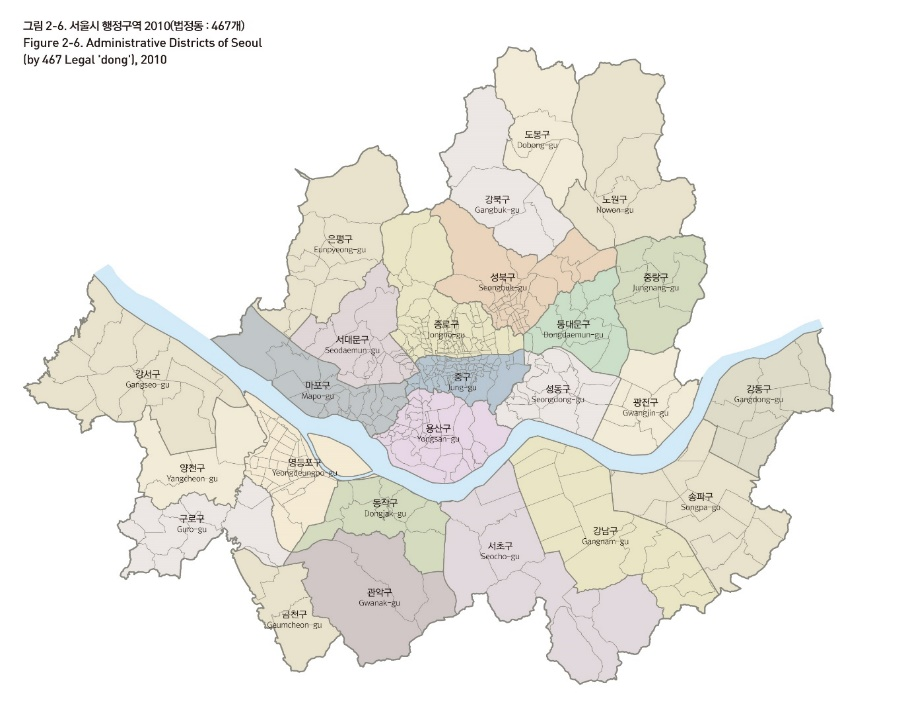 그림 2-6. 서울시 행정구역 2010(법정동 : 467개)
Figure 2-6. Administrative Districts of Seoul
(by 467 Legal 'dong'), 2010
도봉구
Dobong-gu
강북구
Gangbuk-gu
노원구
Nowon-gu
은평구
Eunpyeong-gu
성북구
Seongbuk-gu
중랑구
Jungnang-gu
종로구
Jongno-gu
동대문구
Dongdaemun-gu
서대문구
Seodaemun-gu
강서구
Gangseo-gu
마포구
Mapo-gu
중구
Jung-gu
성동구
Seongdong-gu
광진구
Gwangjin-gu
강동구
Gangdong-gu
용산구
Yongsan-gu
양천구
Yangcheon-gu
영등포구
Yeongdeungpo-gu
구로구
Guro-gu
동작구
Dongjak-gu
송파구
Songpa-gu
서초구
Seocho-gu
강남구
Gangnam-gu
관악구
Gwanak-gu
금천구
Geumcheon-gu